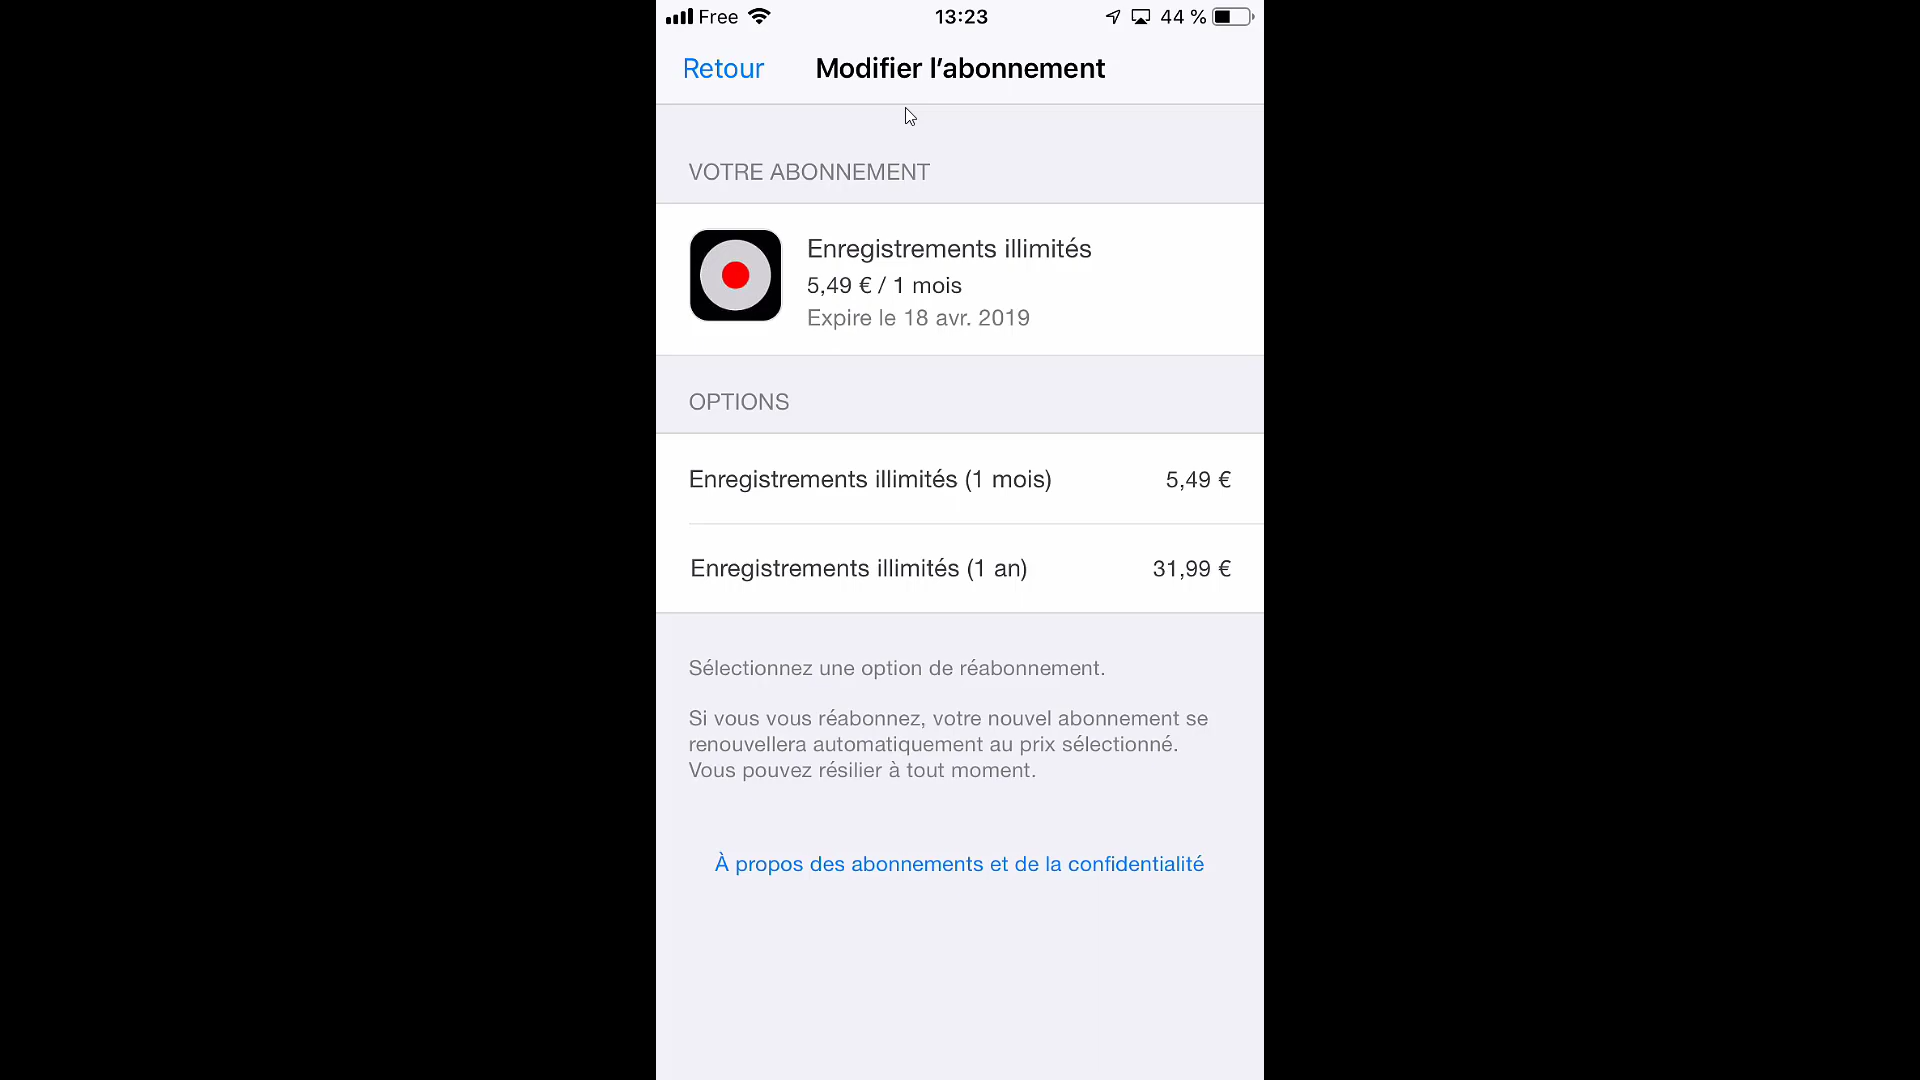 Free
13:23
44 %
Retour
Modifier l’abonnement
VOTRE ABONNEMENT
Enregistrements illimités
5,49 € / 1 mois
Expire le 18 avr. 2019
OPTIONS
Enregistrements illimités (1 mois)
5,49 €
Enregistrements illimités (1 an)
31,99 €
Sélectionnez une option de réabonnement.
Si vous vous réabonnez, votre nouvel abonnement se
renouvellera automatiquement au prix sélectionné.
Vous pouvez résilier à tout moment.
À propos des abonnements et de la confidentialité